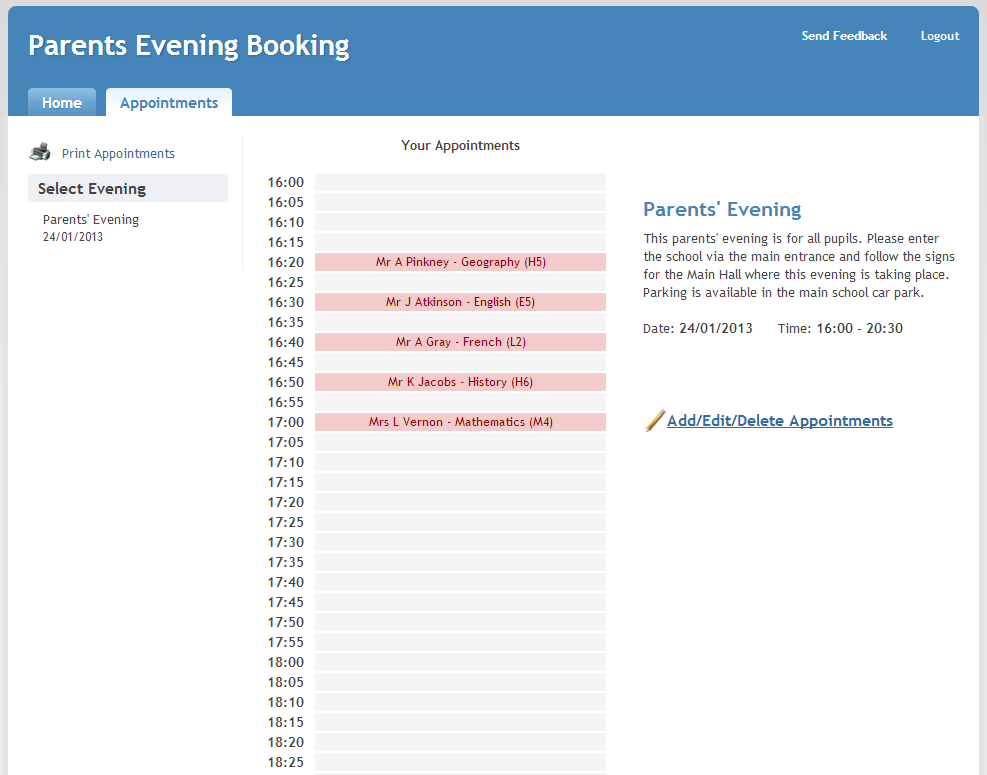 Parents Evening Booking
Send Feedback
Logout
Home
Appointments
Print Appointments
Select Evening
Parents' Evening
24/01/2013
Your Appointments
16:00
16:05
16:10
16:15
16:20 Mr A Pinkney - Geography (H5)
16:25
16:30 Mr J Atkinson - English (E5)
16:35
16:40 Mr A Gray - French (L2)
16:45
16:50 Mr K Jacobs - History (H6)
16:55
17:00 Mrs L Vernon - Mathematics (M4)
17:05
17:10
17:15
17:20
17:25
17:30
17:35
17:40
17:45
17:50
17:55
18:00
18:05
18:10
18:15
18:20
18:25
Parents' Evening
This parents' evening is for all pupils. Please enter
the school via the main entrance and follow the signs
for the Main Hall where this evening is taking place.
Parking is available in the main school car park.
Date: 24/01/2013 Time: 16:00 - 20:30
Add/Edit/Delete Appointments